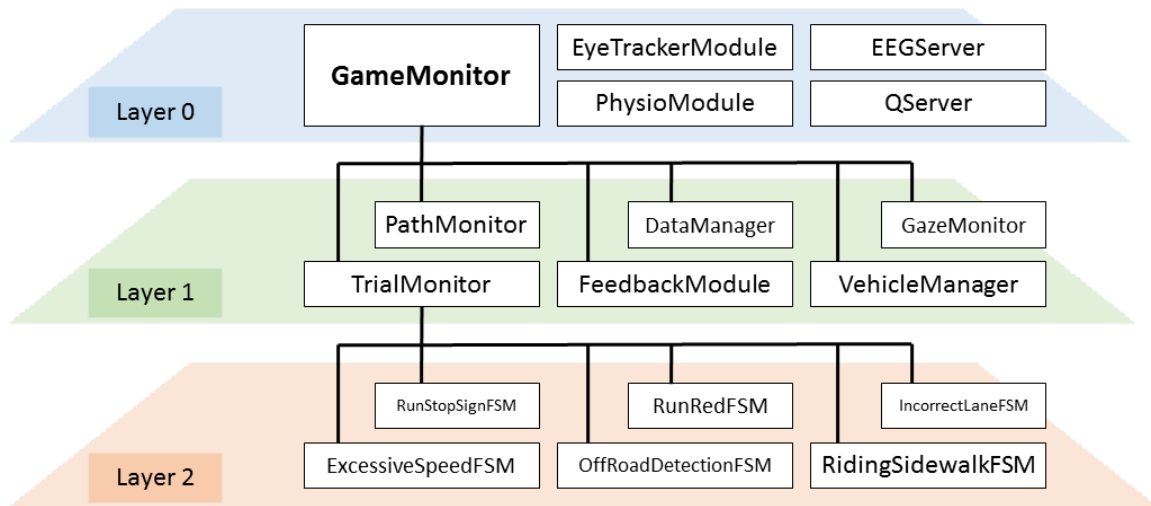 GameMonitor
EyeTrackerModule
EEGServer
PhysioModule
QServer
Layer 0
PathMonitor
DataManager
GazeMonitor
TrialMonitor
FeedbackModule
VehicleManager
Layer 1
RunStopSignFSM
RunRedFSM
IncorrectLaneFSM
ExcessiveSpeedFSM
OffRoadDetectionFSM
RidingSidewalkFSM
Layer 2